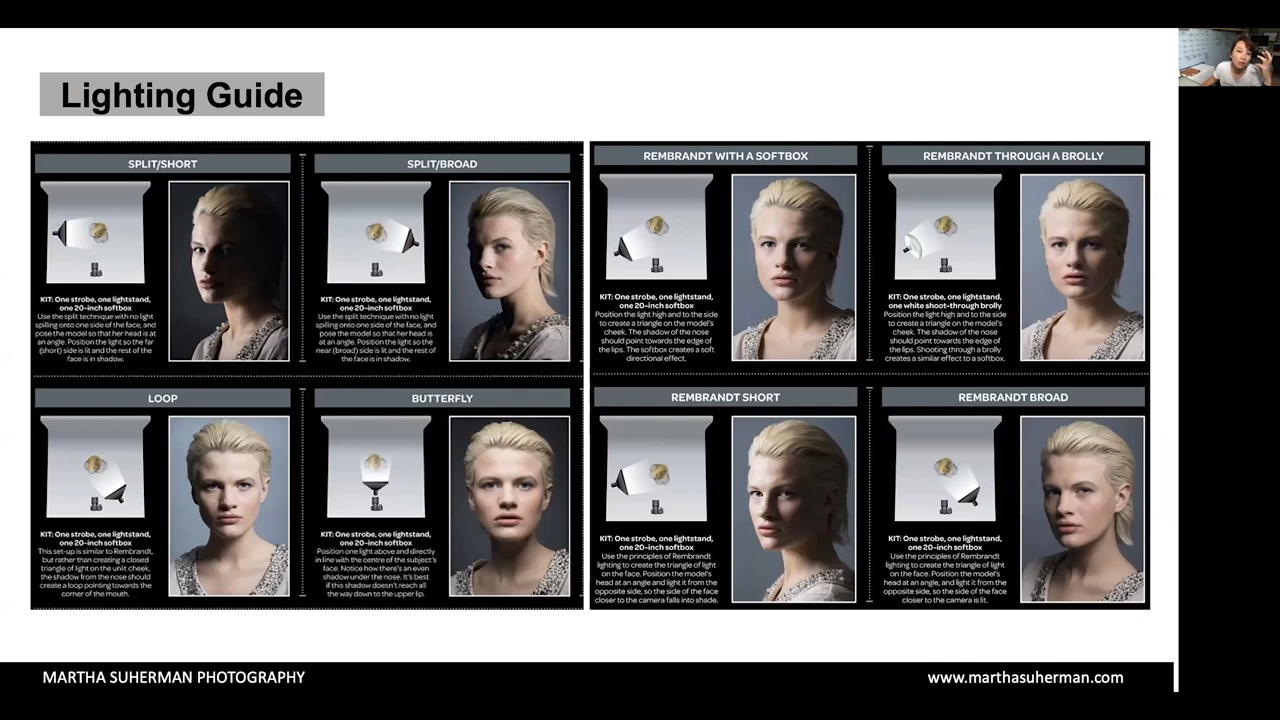 Lighting Guide
SPLIT/SHORT
KIT: One strobe, one lightstand,
one 20-inch softbox
Use the split technique with no light
spilling onto one side of the face, and
pose the model so that her head is at
an angle. Position the light so the far
(short) side is lit and the rest of the
face is in shadow.
SPLIT/BROAD
KIT: One strobe, one lightstand,
one 20-inch softbox
Use the split technique with no light
spilling onto one side of the face, and
pose the model so that her head is
at an angle. Position the light so the
near (broad) side is lit and the rest of
the face is in shadow.
REMBRANDT WITH A SOFTBOX
KIT: One strobe, one lightstand,
one 20-inch softbox
Position the light high and to the side
to create a triangle on the model's
cheek. The shadow of the nose
should point towards the edge of
the lips. The softbox creates a soft
directional effect.
REMBRANDT THROUGH A BROLLY
KIT: One strobe, one lightstand,
one white shoot-through brolly
Position the light high and to the side
to create a triangle on the model's
cheek. The shadow of the nose
should point towards the edge of
the lips. Shooting through a brolly
creates a similar effect to a softbox.
LOOP
KIT: One strobe, one lightstand,
one 20-inch softbox
This set-up is similar to Rembrandt,
but rather than creating a closed
triangle of light on the unlit cheek,
the shadow from the nose should
create a loop pointing towards the
corner of the mouth.
BUTTERFLY
KIT: One strobe, one lightstand,
one 20-inch softbox
Position one light above and directly
in line with the centre of the subject's
face. Notice how there's an even
shadow under the nose. It's best
if this shadow doesn't reach all
the way down to the upper lip.
REMBRANDT SHORT
KIT: One strobe, one lightstand,
one 20-inch softbox
Use the principles of Rembrandt
lighting to create the triangle of light
on the face. Position the model's
head at an angle and light it from the
opposite side, so the side of the face
closer to the camera falls into shade.
REMBRANDT BROAD
KIT: One strobe, one lightstand,
one 20-inch softbox
Use the principles of Rembrandt
lighting to create the triangle of light
on the face. Position the model's
head at an angle, and light it from the
opposite side, so the side of the face
closer to the camera is lit.
MARTHA SUHERMAN PHOTOGRAPHY
www.marthasuherman.com